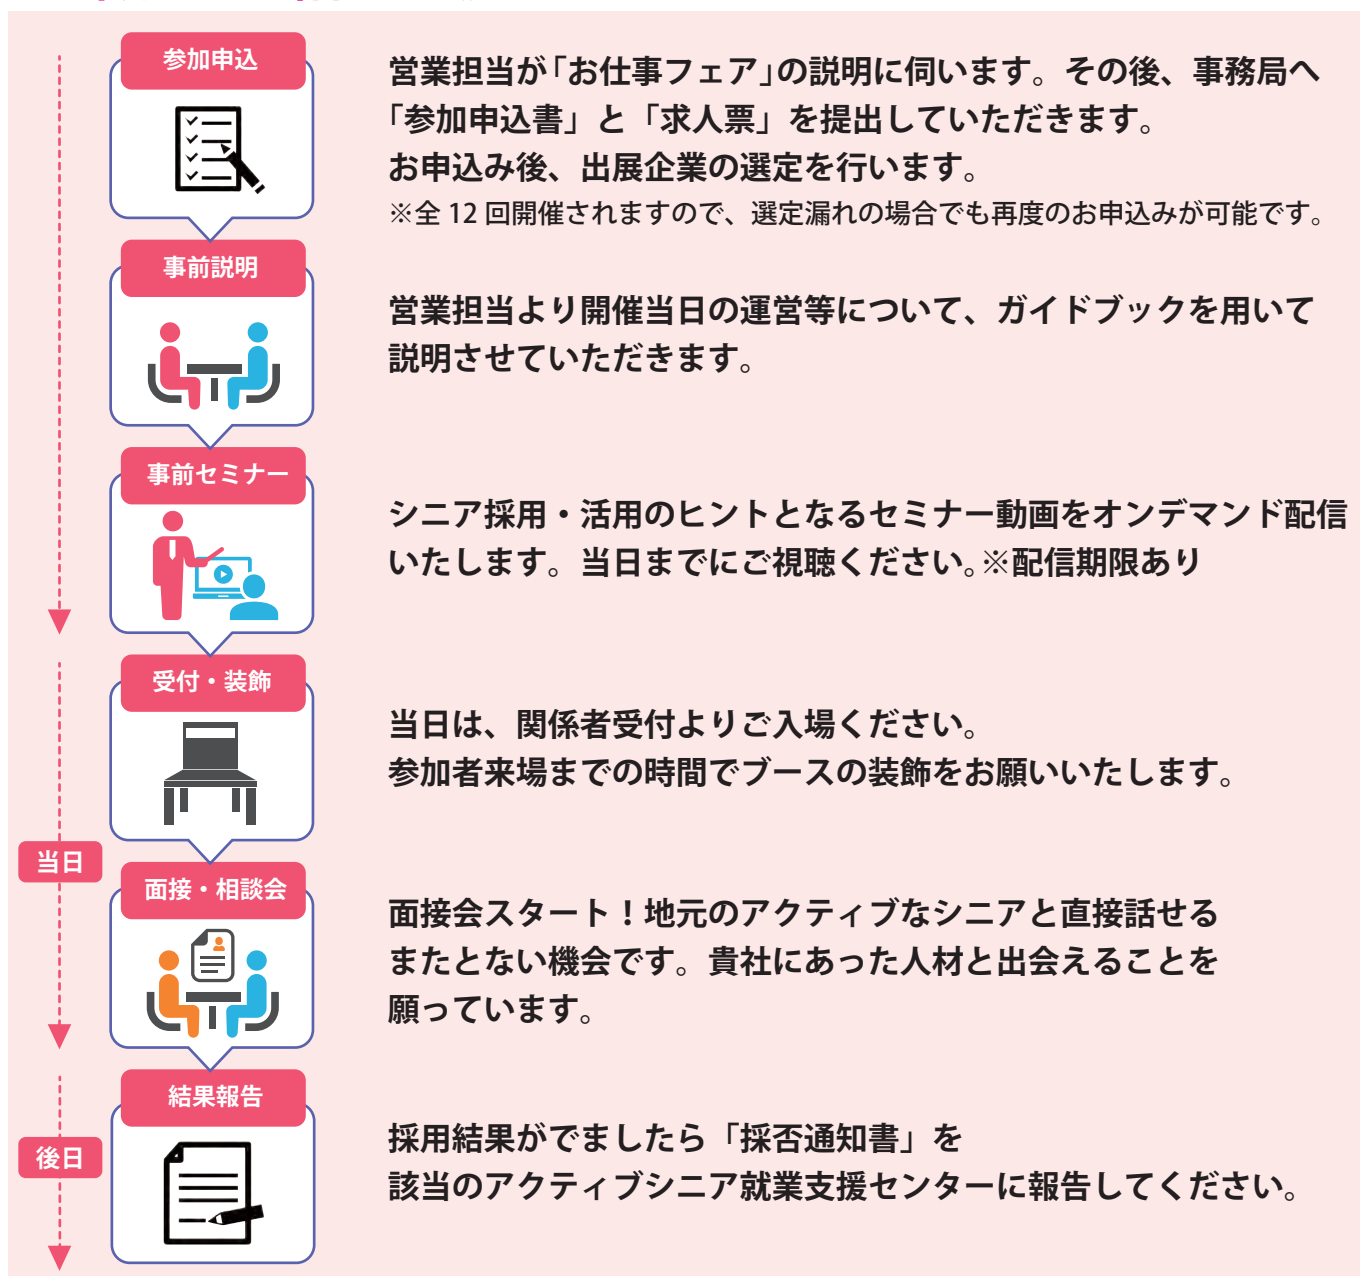 参加申込
営業担当が「お仕事フェア」の説明に伺います。その後、事務局へ
「参加申込書」と「求人票」を提出していただきます。
お申込み後、出展企業の選定を行います。
※全 12 回開催されますので、選定漏れの場合でも再度のお申込みが可能です。
事前説明
営業担当より開催当日の運営等について、ガイドブックを用いて
説明させていただきます。
事前セミナー
シニア採用・活用のヒントとなるセミナー動画をオンデマンド配信
いたします。当日までにご視聴ください。※配信期限あり
受付・装飾
当日は、関係者受付よりご入場ください。
参加者来場までの時間でブースの装飾をお願いいたします。
当日
面接・相談会
面接会スタート！地元のアクティブなシニアと直接話せる
またとない機会です。貴社にあった人材と出会えることを
願っています。
結果報告
後日
採用結果がでましたら「採否通知書」を
該当のアクティブシニア就業支援センターに報告してください。